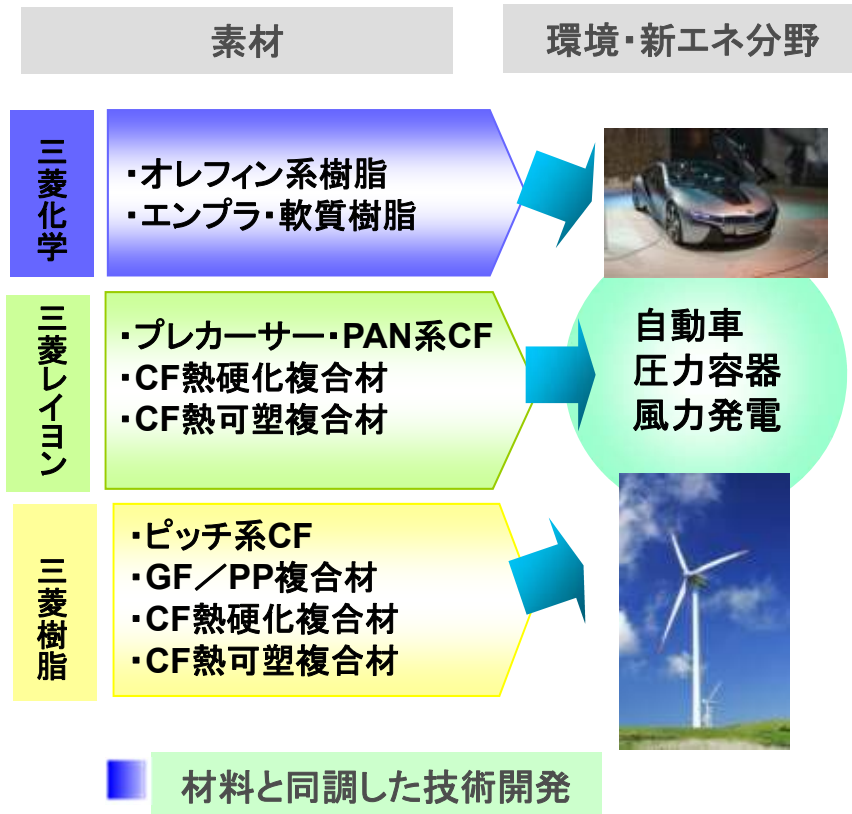 素材
環境・新エネ分野
三菱化学
・オレフィン系樹脂
・エンプラ・軟質樹脂
三菱レイヨン
・プレカーサー・PAN系CF
・CF熱硬化複合材
・CF熱可塑複合材
自動車
圧力容器
風力発電
三菱樹脂
・ピッチ系CF
・GF／PP複合材
・CF熱硬化複合材
・CF熱可塑複合材
材料と同調した技術開発